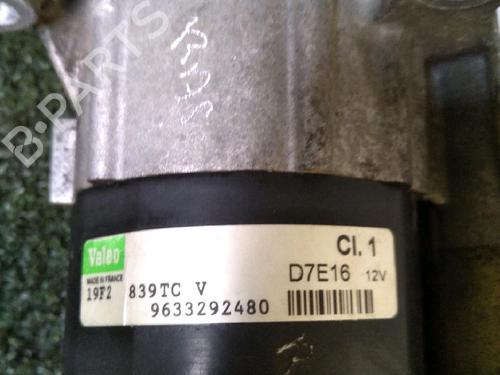 B-PARTS
Valeo
Cl. 1
MADE IN FRANCE
D7E16 12V
19F2 839TC V
9633292480